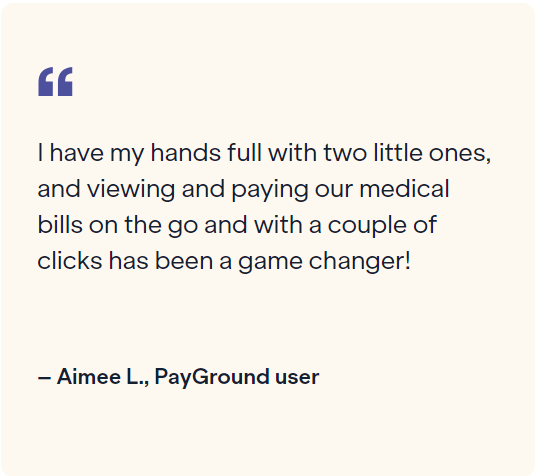 “
I have my hands full with two little ones,
and viewing and paying our medical
bills on the go and with a couple of
clicks has been a game changer!
– Aimee L., PayGround user